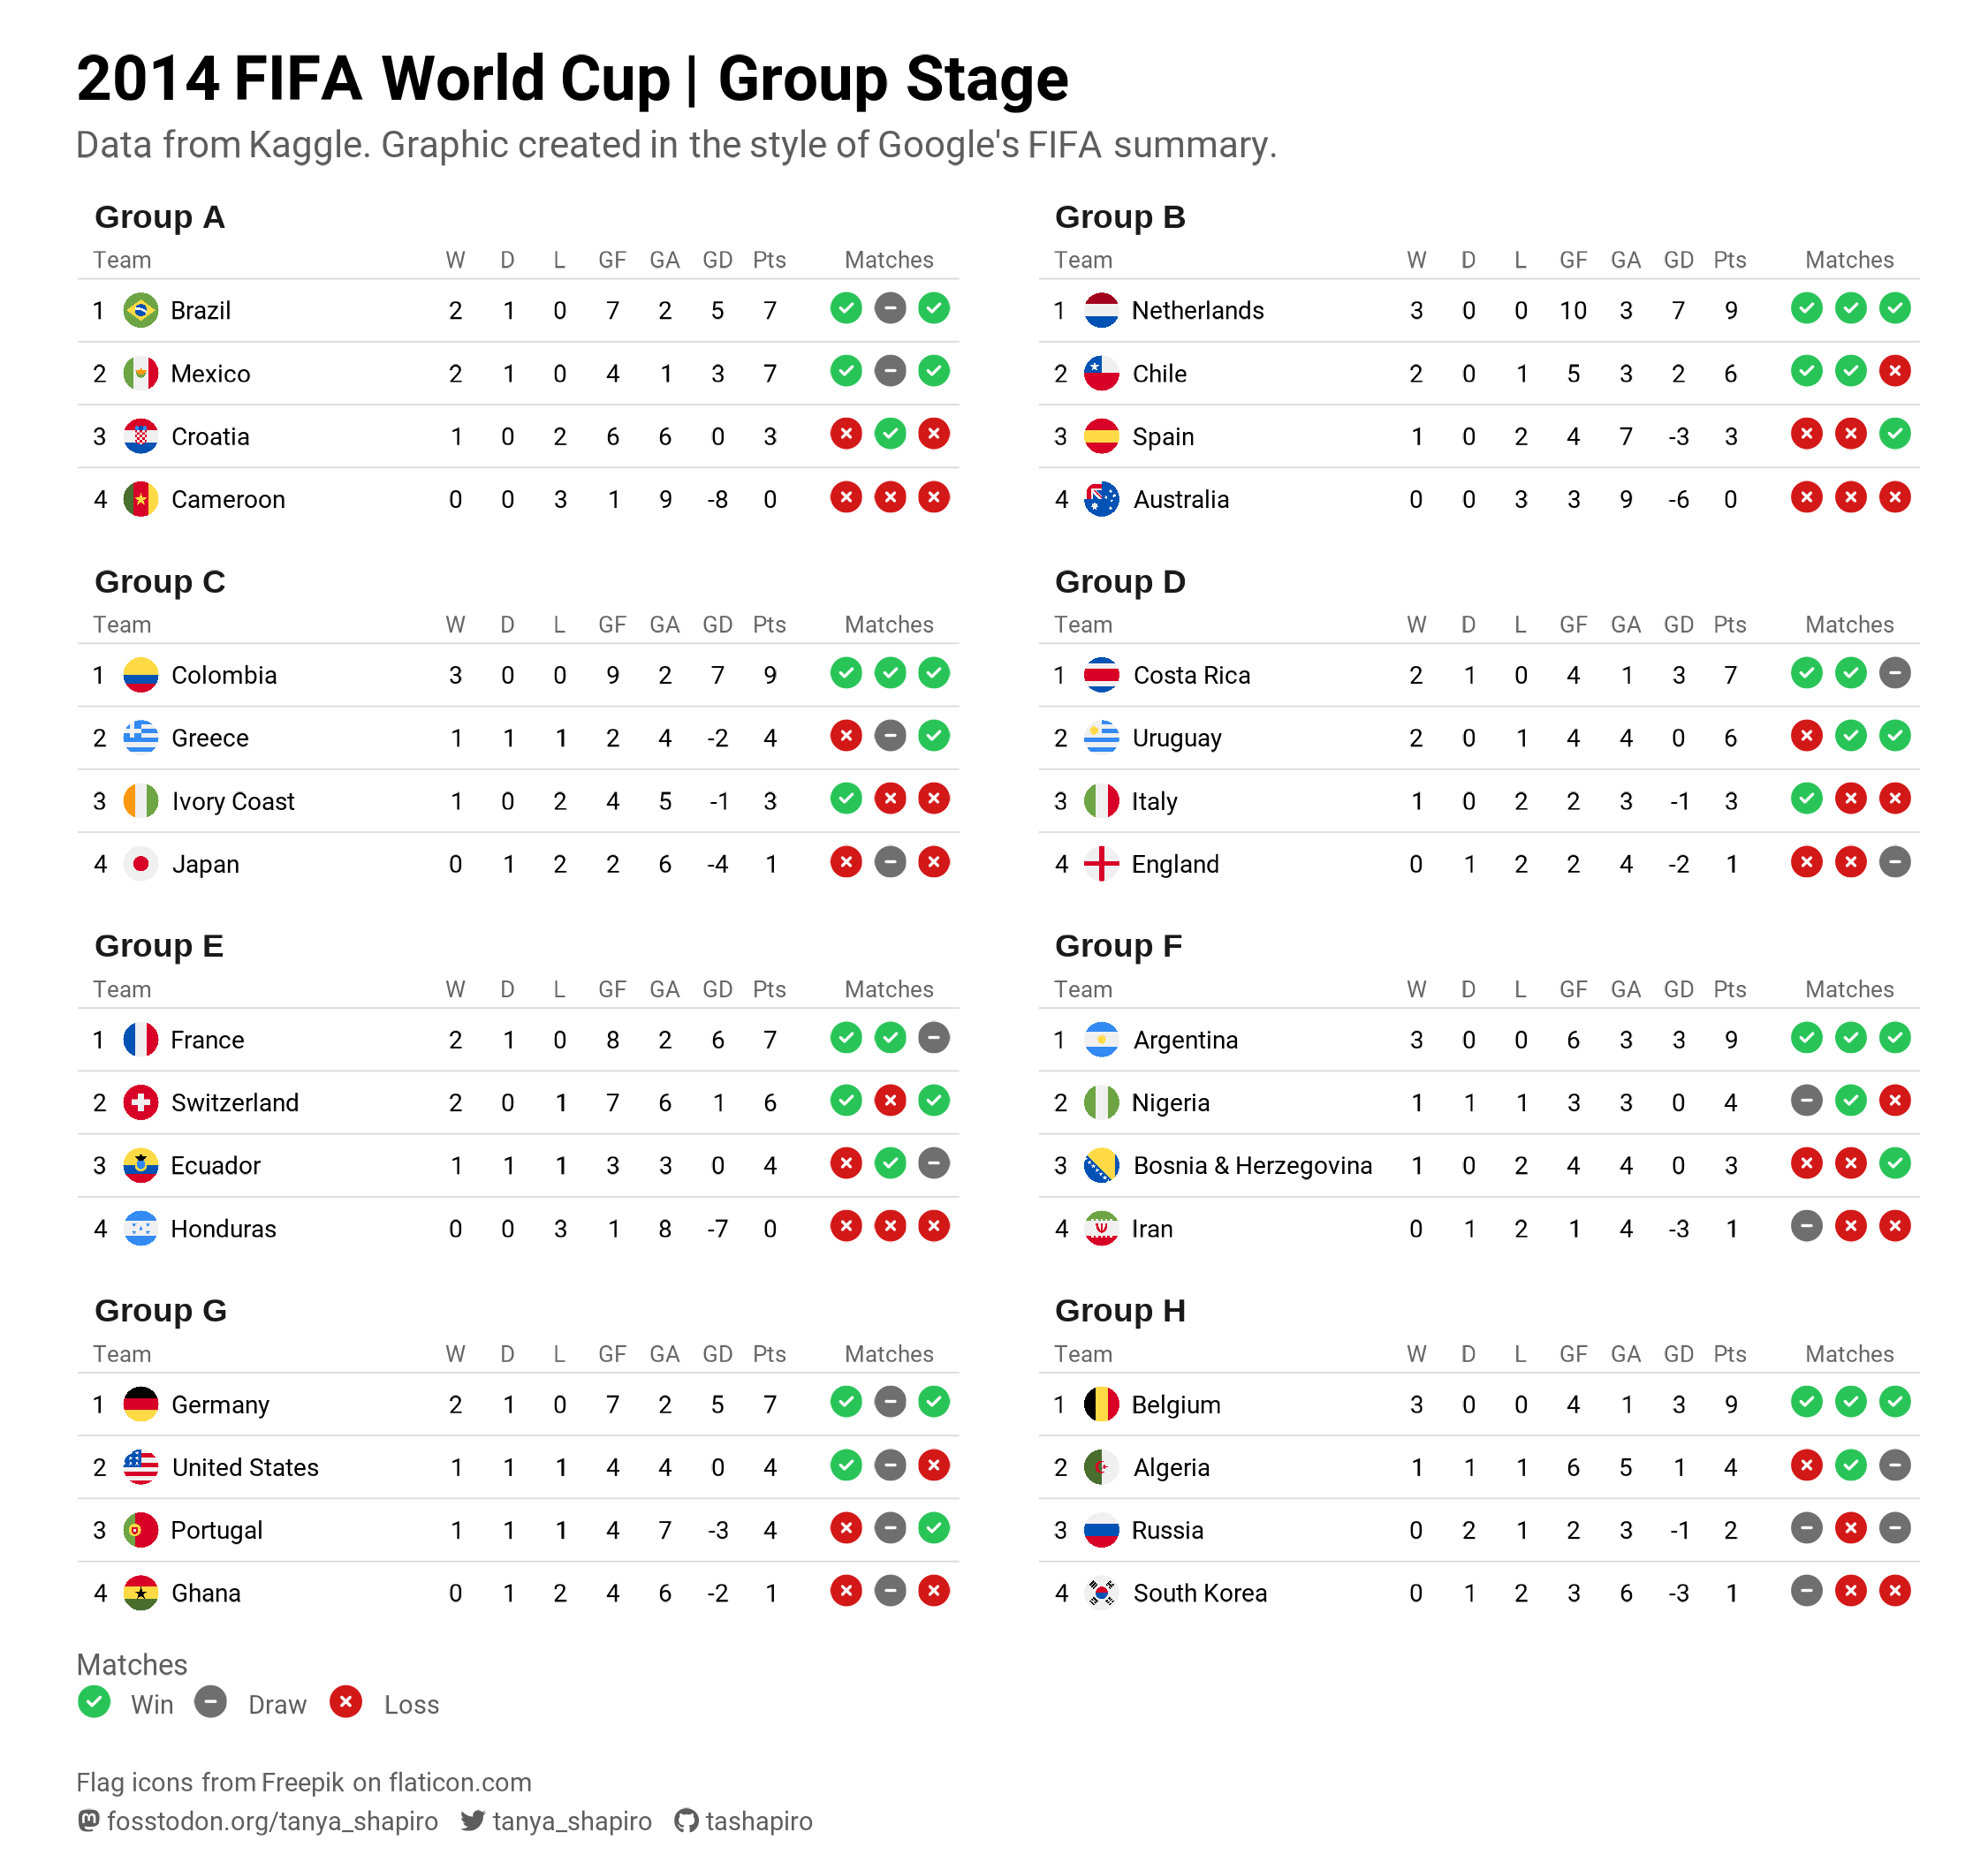 2014 FIFA World Cup | Group Stage
Data from Kaggle. Graphic created in the style of Google's FIFA summary.
Group A
Team W D L GF GA GD Pts Matches
1 Brazil 2 1 0 7 2 5 7
2 Mexico 2 1 0 4 1 3 7
3 Croatia 1 0 2 6 6 0 3
4 Cameroon 0 0 3 1 9 -8 0
Group B
Team W D L GF GA GD Pts Matches
1 Netherlands 3 0 0 10 3 7 9
2 Chile 2 0 1 5 3 2 6
3 Spain 1 0 2 4 7 -3 3
4 Australia 0 0 3 3 9 -6 0
Group C
Team W D L GF GA GD Pts Matches
1 Colombia 3 0 0 9 2 7 9
2 Greece 1 1 1 2 4 -2 4
3 Ivory Coast 1 0 2 4 5 -1 3
4 Japan 0 1 2 2 6 -4 1
Group D
Team W D L GF GA GD Pts Matches
1 Costa Rica 2 1 0 4 1 3 7
2 Uruguay 2 0 1 4 4 0 6
3 Italy 1 0 2 2 3 -1 3
4 England 0 1 2 2 4 -2 1
Group E
Team W D L GF GA GD Pts Matches
1 France 2 1 0 8 2 6 7
2 Switzerland 2 0 1 7 6 1 6
3 Ecuador 1 1 1 3 3 0 4
4 Honduras 0 0 3 1 8 -7 0
Group F
Team W D L GF GA GD Pts Matches
1 Argentina 3 0 0 6 3 3 9
2 Nigeria 1 1 1 3 3 0 4
3 Bosnia & Herzegovina 1 0 2 4 4 0 3
4 Iran 0 1 2 1 4 -3 1
Group G
Team W D L GF GA GD Pts Matches
1 Germany 2 1 0 7 2 5 7
2 United States 1 1 1 4 4 0 4
3 Portugal 1 1 1 4 7 -3 4
4 Ghana 0 1 2 4 6 -2 1
Group H
Team W D L GF GA GD Pts Matches
1 Belgium 3 0 0 4 1 3 9
2 Algeria 1 1 1 6 5 1 4
3 Russia 0 2 1 2 3 -1 2
4 South Korea 0 1 2 3 6 -3 1
Matches
Win Draw Loss
Flag icons from Freepik on flaticon.com
fosstodon.org/tanya_shapiro tanya_shapiro tashapiro